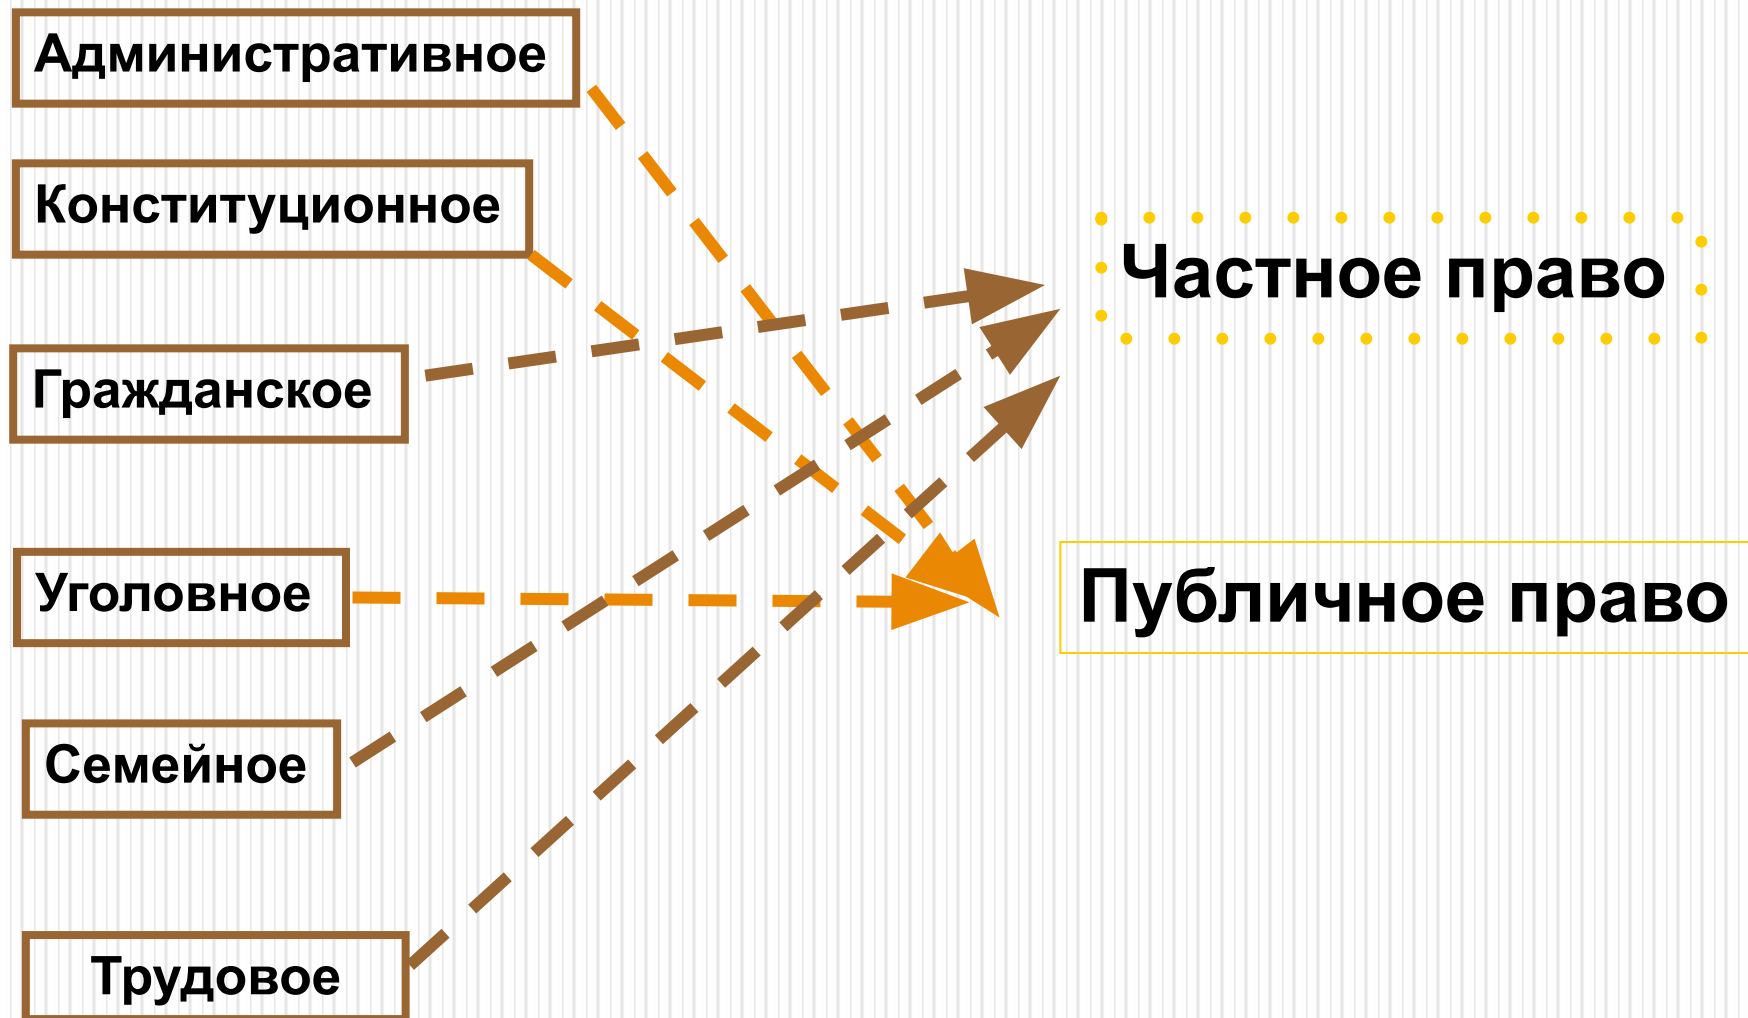 Административное
Конституционное
Гражданское
Уголовное
Семейное
Трудовое
Частное право
Публичное право